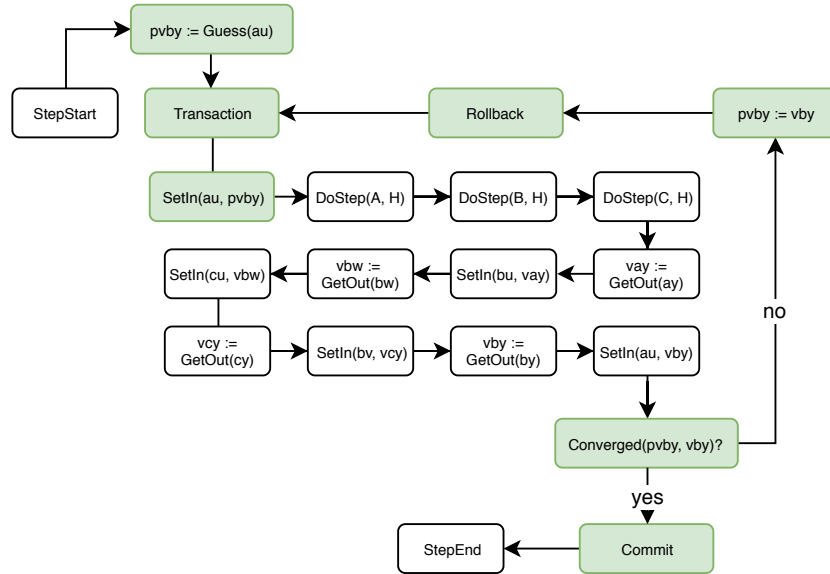 pvby := Guess(au)
StepStart
Transaction
Rollback
pvby := vby
SetIn(au, pvby)
DoStep(A, H)
DoStep(B, H)
DoStep(C, H)
SetIn(cu, vbw)
vbw :=
GetOut(bw)
SetIn(bu, vay)
vay :=
GetOut(ay)
no
vcy :=
GetOut(cy)
SetIn(bv, vcy)
vby :=
GetOut(by)
SetIn(au, vby)
Converged(pvby, vby)?
yes
StepEnd
Commit